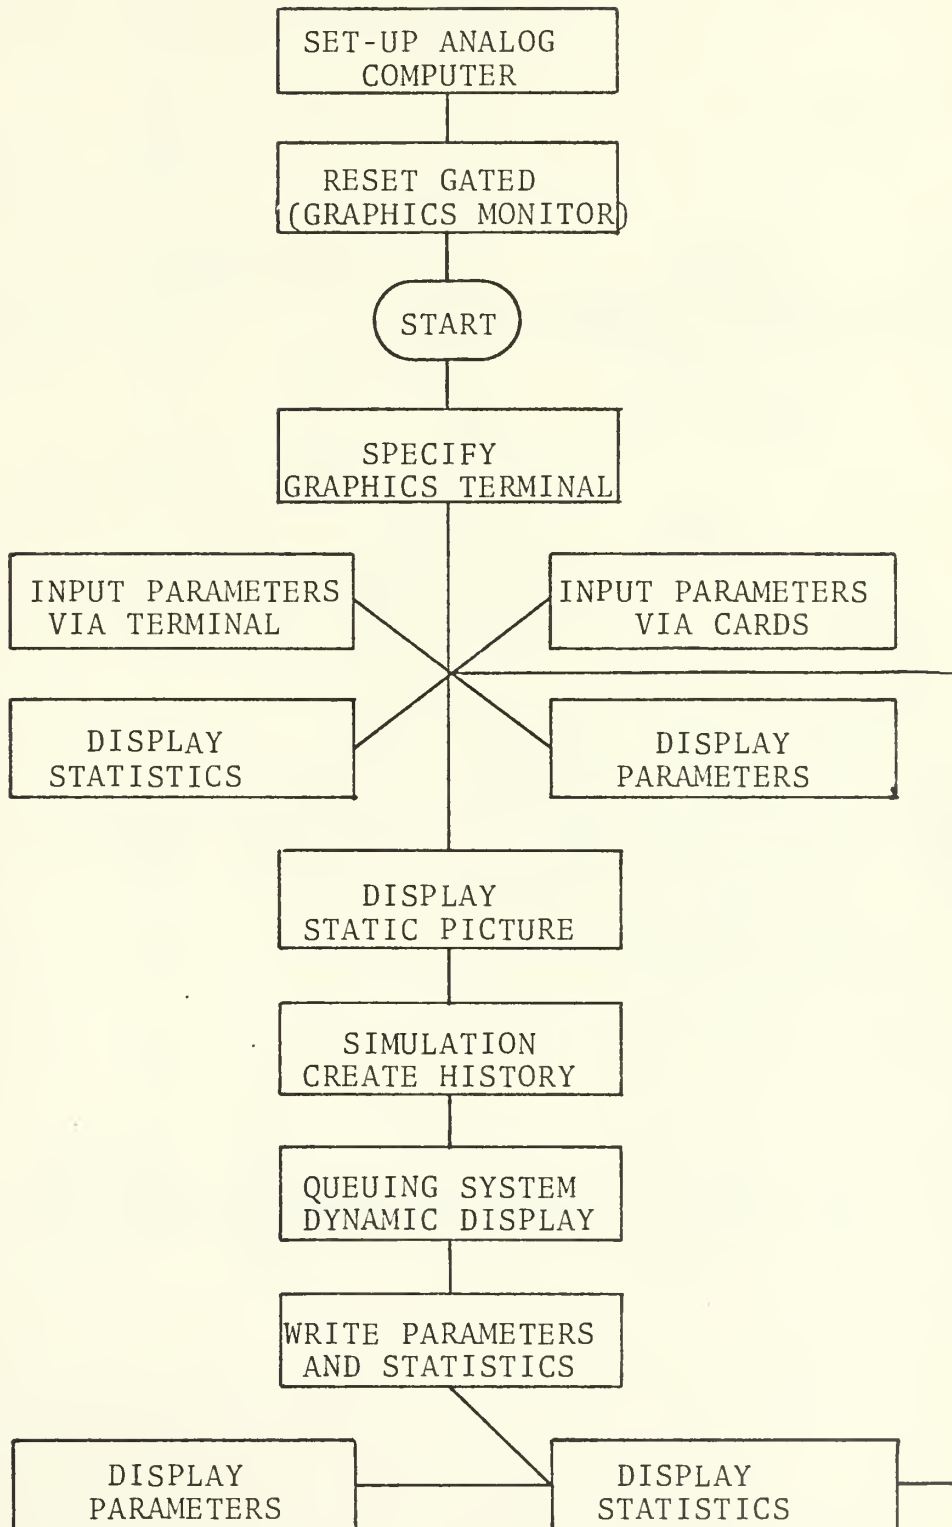 SET-UP ANALOG
COMPUTER
RESET GATED
(GRAPHICS MONITOR)
START
SPECIFY
GRAPHICS TERMINAL
INPUT PARAMETERS
VIA TERMINAL
INPUT PARAMETERS
VIA CARDS
DISPLAY
STATISTICS
DISPLAY
PARAMETERS
DISPLAY
STATIC PICTURE
SIMULATION
CREATE HISTORY
QUEUING SYSTEM
DYNAMIC DISPLAY
WRITE PARAMETERS
AND STATISTICS
DISPLAY
PARAMETERS
DISPLAY
STATISTICS